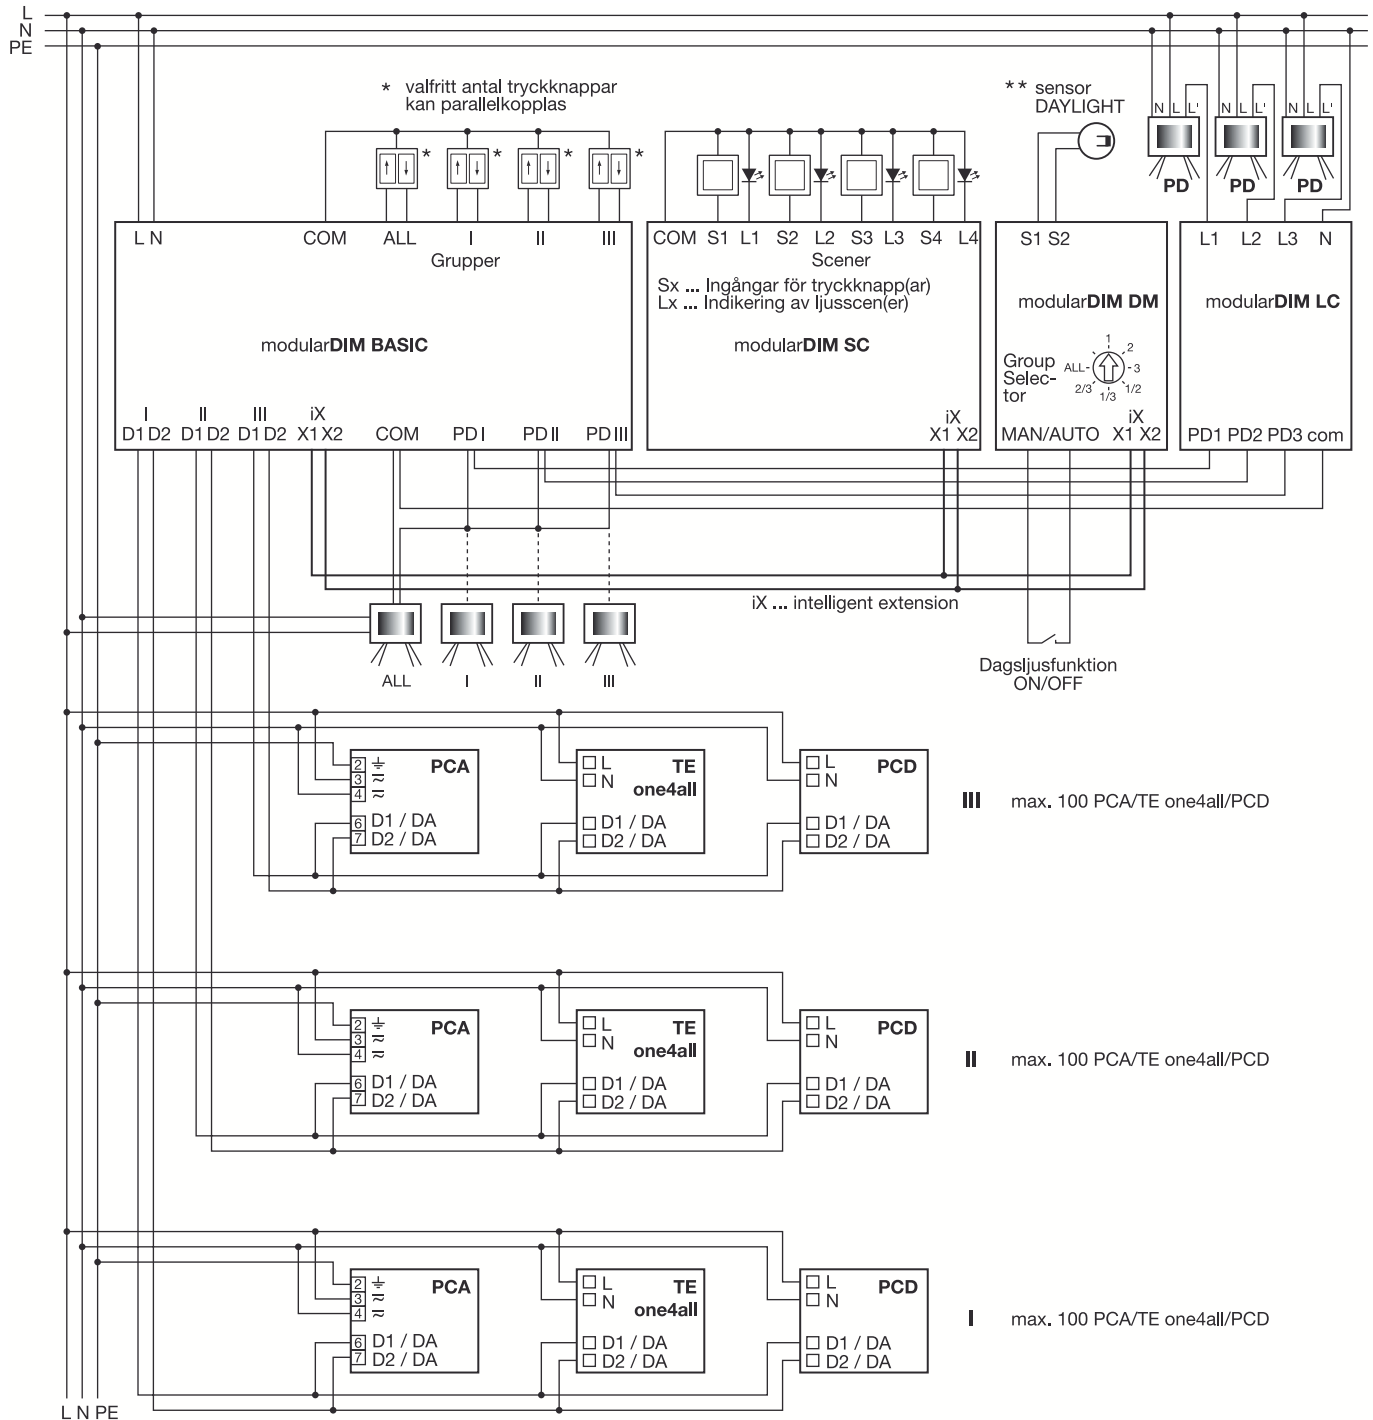 L
N
PE
* valfritt antal tryckknappar
kan parallelkopplas
** sensor
DAYLIGHT
N L L' N L L' N L L'
PD PD PD
* * * *
L N COM ALL I II III
Grupper
modularDIM BASIC
I II III iX
D1 D2 D1 D2 D1 D2 X1 X2 COM PD I PD II PD III
COM S1 L1 S2 L2 S3 L3 S4 L4
Scener
Sx ... Ingångar för tryckknapp(ar)
Lx ... Indikering av ljusscen(er)
modularDIM SC
iX
X1 X2
S1 S2
modularDIM DM
Group
Selec-
tor
ALL 1 2 3 1/2 1/3 2/3
iX
MAN/AUTO X1 X2
L1 L2 L3 N
modularDIM LC
PD1 PD2 PD3 com
iX ... intelligent extension
ALL I II III
Dagsljusfunktion
ON/OFF
2 PCA
3
4
6 D1 / DA
7 D2 / DA
L TE
N one4all
D1 / DA
D2 / DA
L PCD
N
D1 / DA
D2 / DA
III max. 100 PCA/TE one4all/PCD
2 PCA
3
4
6 D1 / DA
7 D2 / DA
L TE
N one4all
D1 / DA
D2 / DA
L PCD
N
D1 / DA
D2 / DA
II max. 100 PCA/TE one4all/PCD
2 PCA
3
4
6 D1 / DA
7 D2 / DA
L TE
N one4all
D1 / DA
D2 / DA
L PCD
N
D1 / DA
D2 / DA
I max. 100 PCA/TE one4all/PCD
L N PE